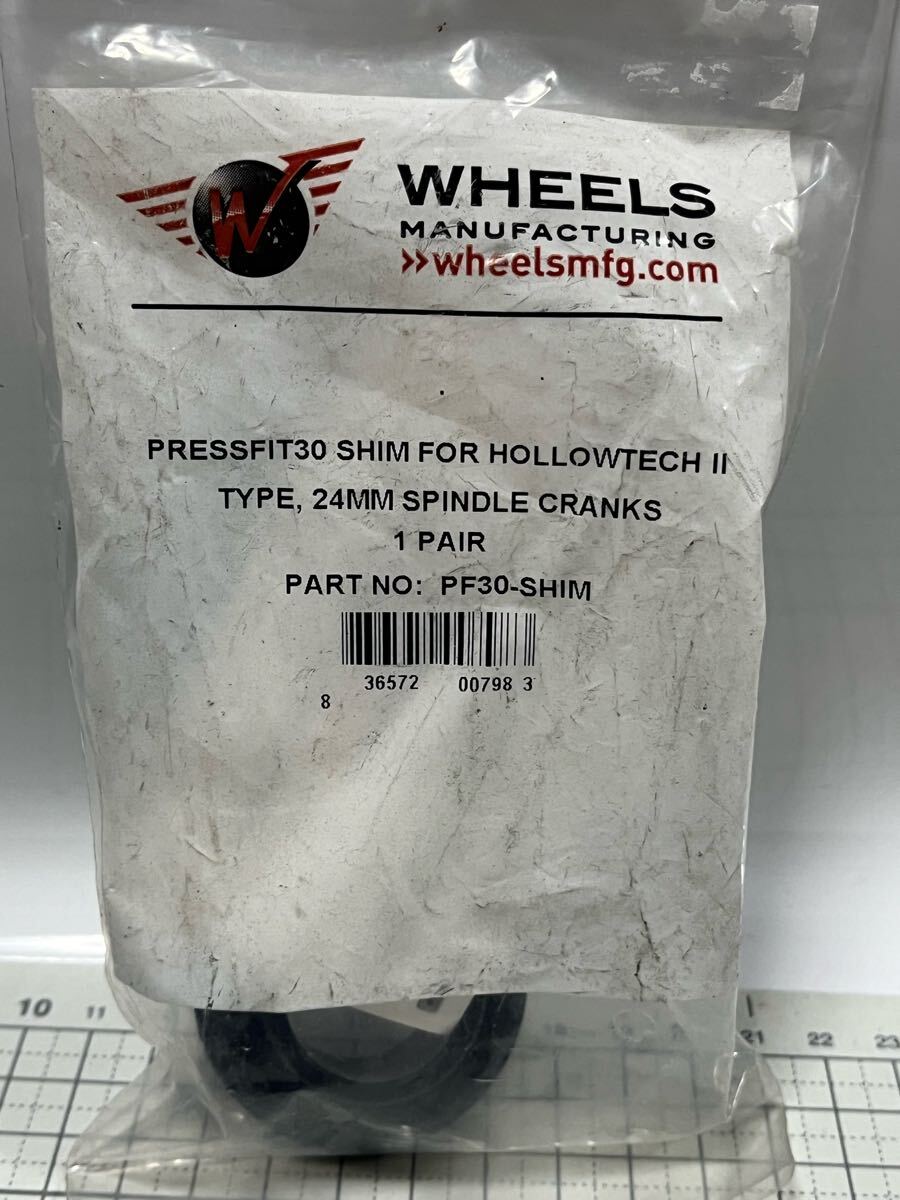 W
WHEELS
MANUFACTURING
>>wheelsmfg.com
PRESSFIT30 SHIM FOR HOLLOWTECH II
TYPE, 24MM SPINDLE CRANKS
1 PAIR
PART NO: PF30-SHIM
8 36572 00798 3
10 11 21 22 23